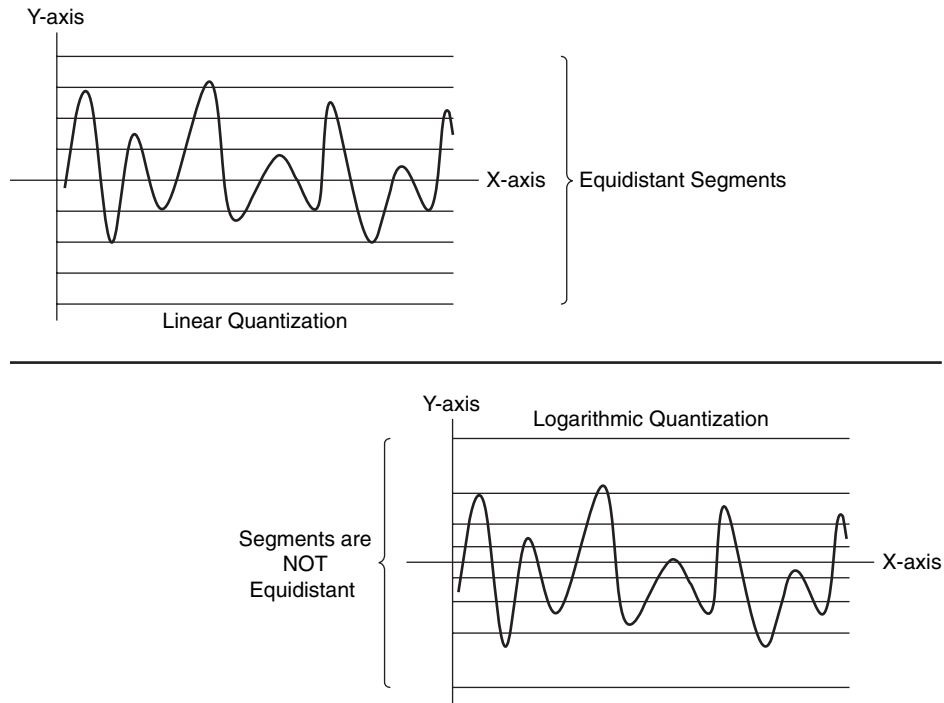 Y-axis
X-axis
Equidistant Segments
Linear Quantization
Y-axis
Logarithmic Quantization
Segments are
NOT
Equidistant
X-axis